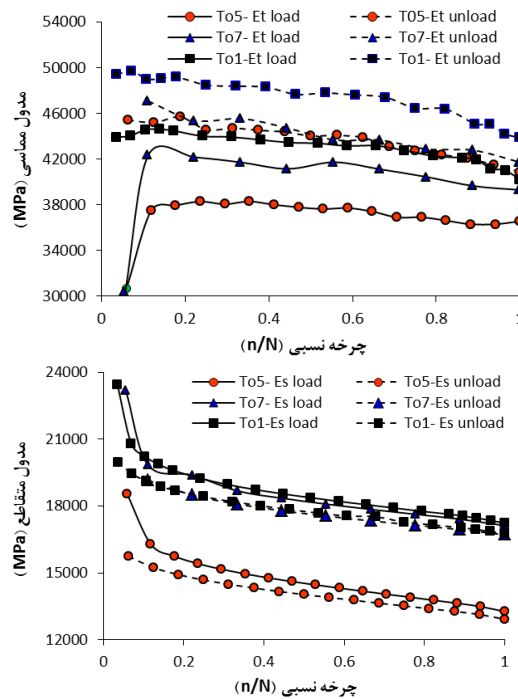 54000
50000
46000
42000
38000
34000
30000
مدول مماسی (MPa)
To5- Et load
T05-Et unload
To7- Et load
To7-Et unload
To1-Et load
To1- Et unload
0
0.2
0.4
0.6
0.8
1
چرخه نسبی (n/N)
24000
21000
18000
15000
12000
مدول متقاطع (MPa)
To5- Es load
To5-Es unload
To7- Es load
To7-Es unload
To1-Es load
To1- Es unload
0
0.2
0.4
0.6
0.8
1
چرخه نسبی (n/N)